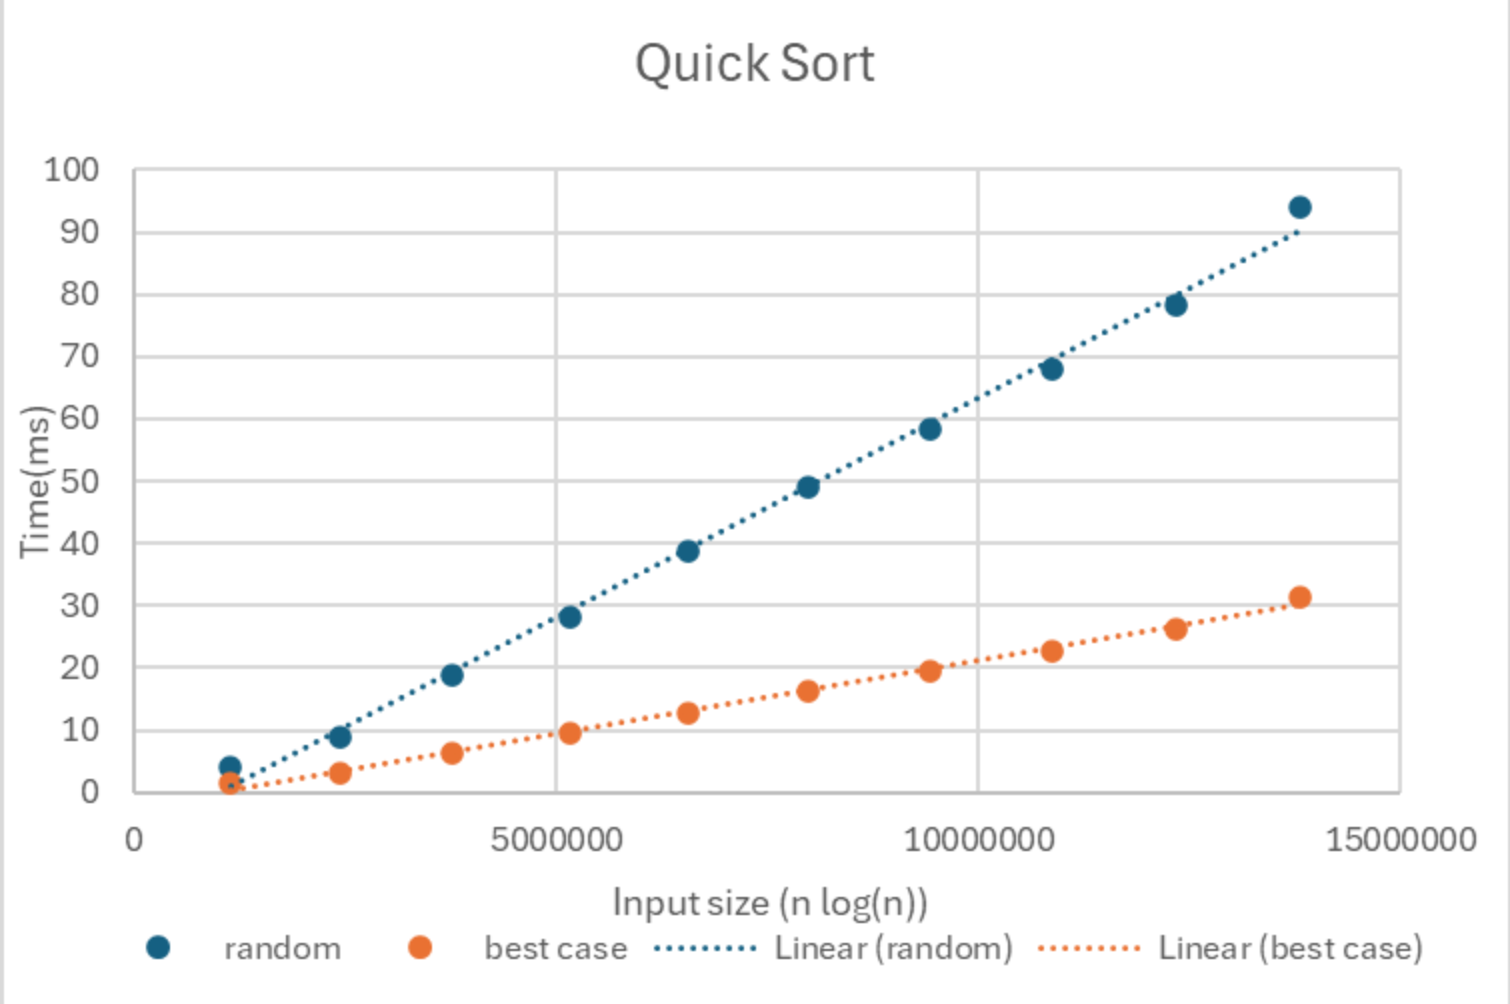 Quick Sort
100
90
80
70
60
50
40
30
20
10
0
Time(ms)
0 5000000 10000000 15000000
Input size (n log(n))
random best case Linear (random) Linear (best case)